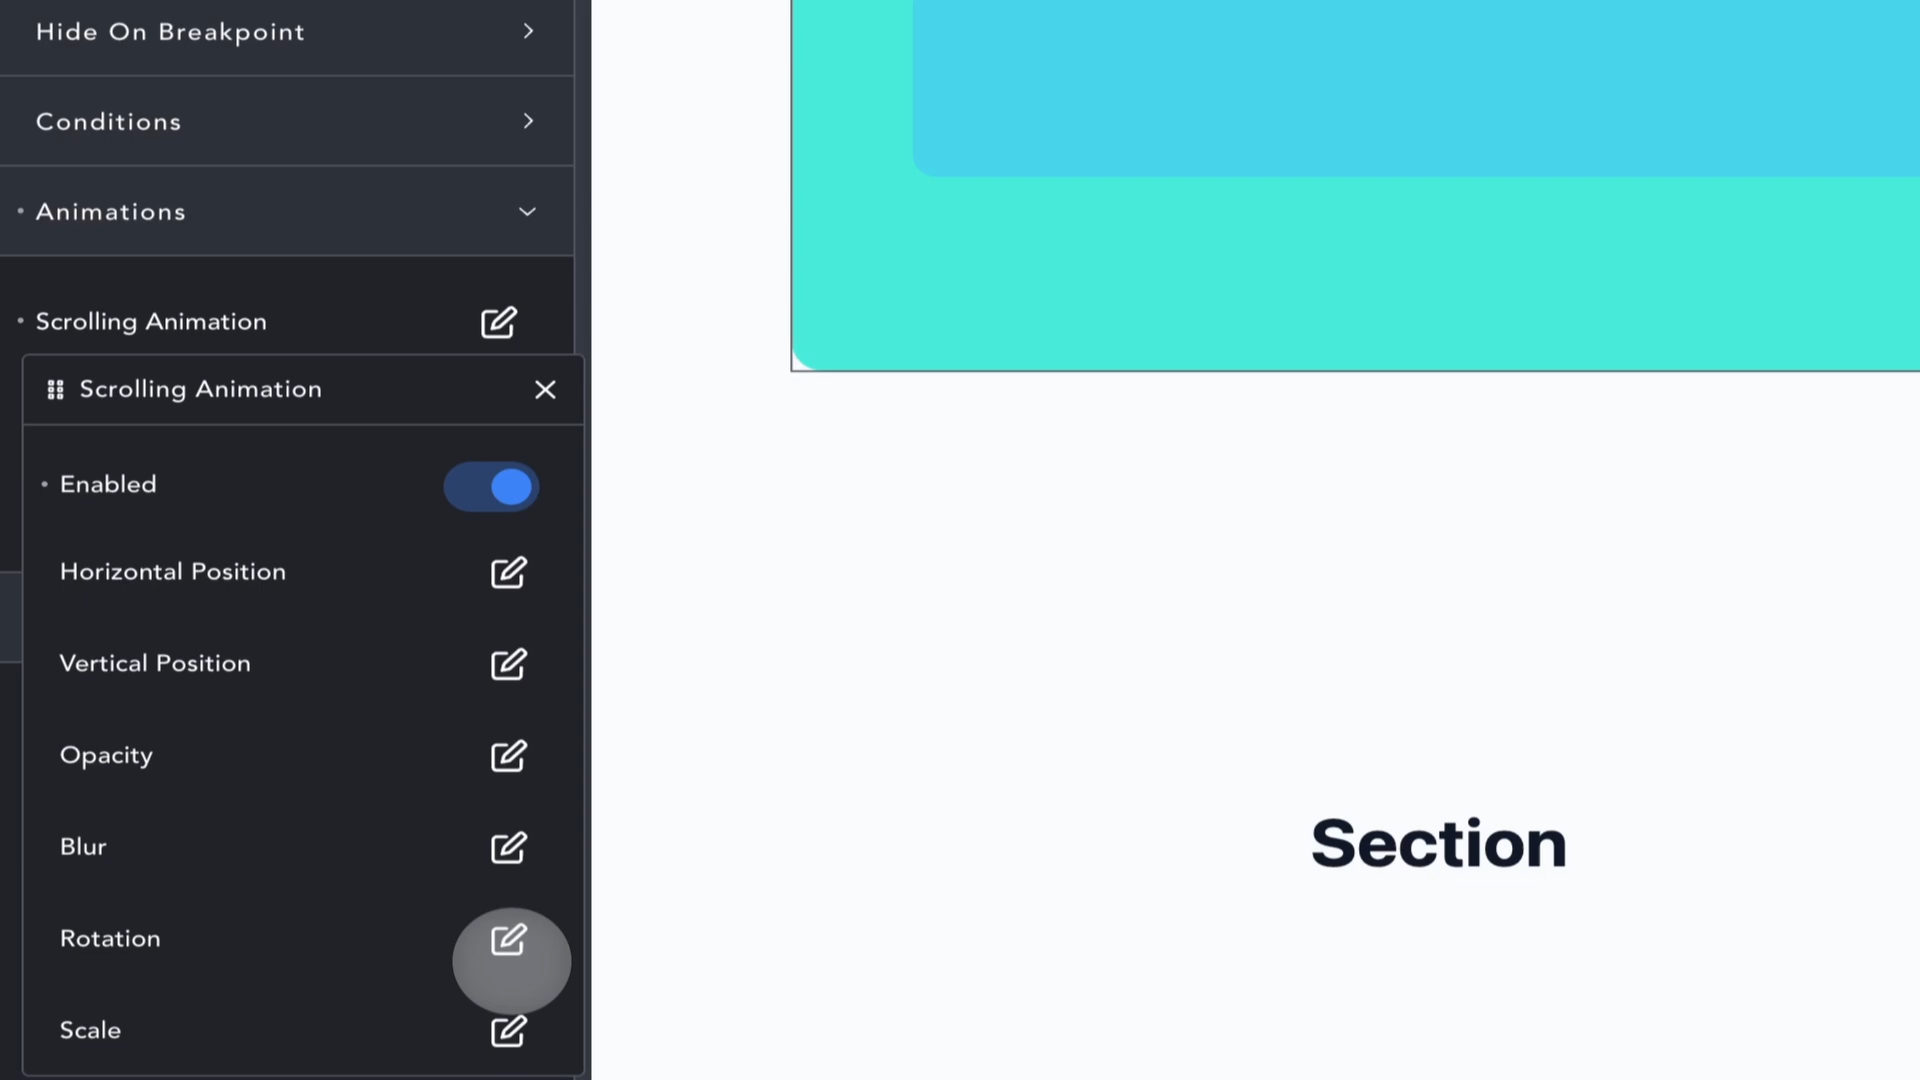 Hide On Breakpoint
Conditions
Animations
Scrolling Animation
Scrolling Animation
Enabled
Horizontal Position
Vertical Position
Opacity
Blur
Rotation
Scale
Section